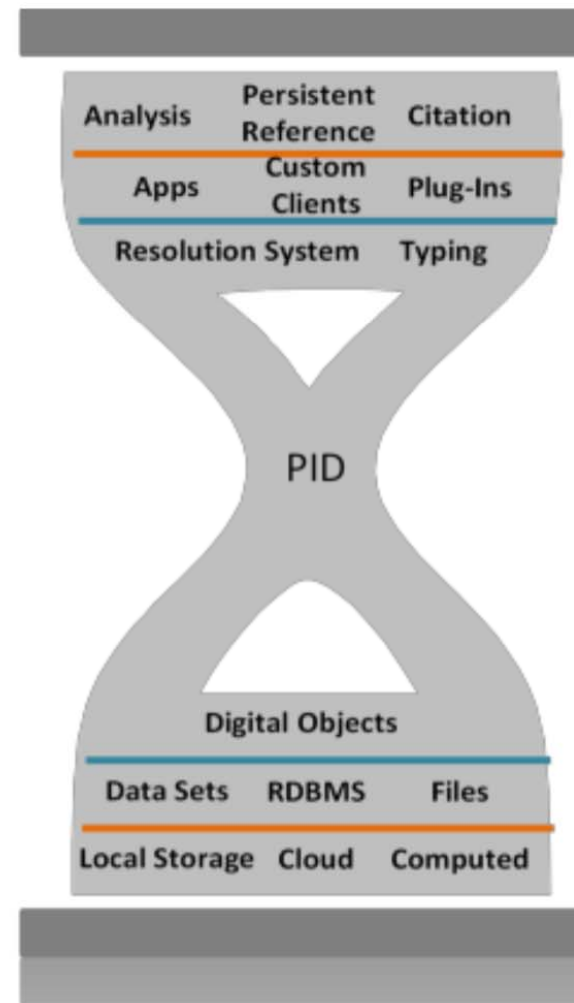 Analysis Persistent Reference Citation
Apps Custom Clients Plug-Ins
Resolution System Typing
PID
Digital Objects
Data Sets RDBMS Files
Local Storage Cloud Computed